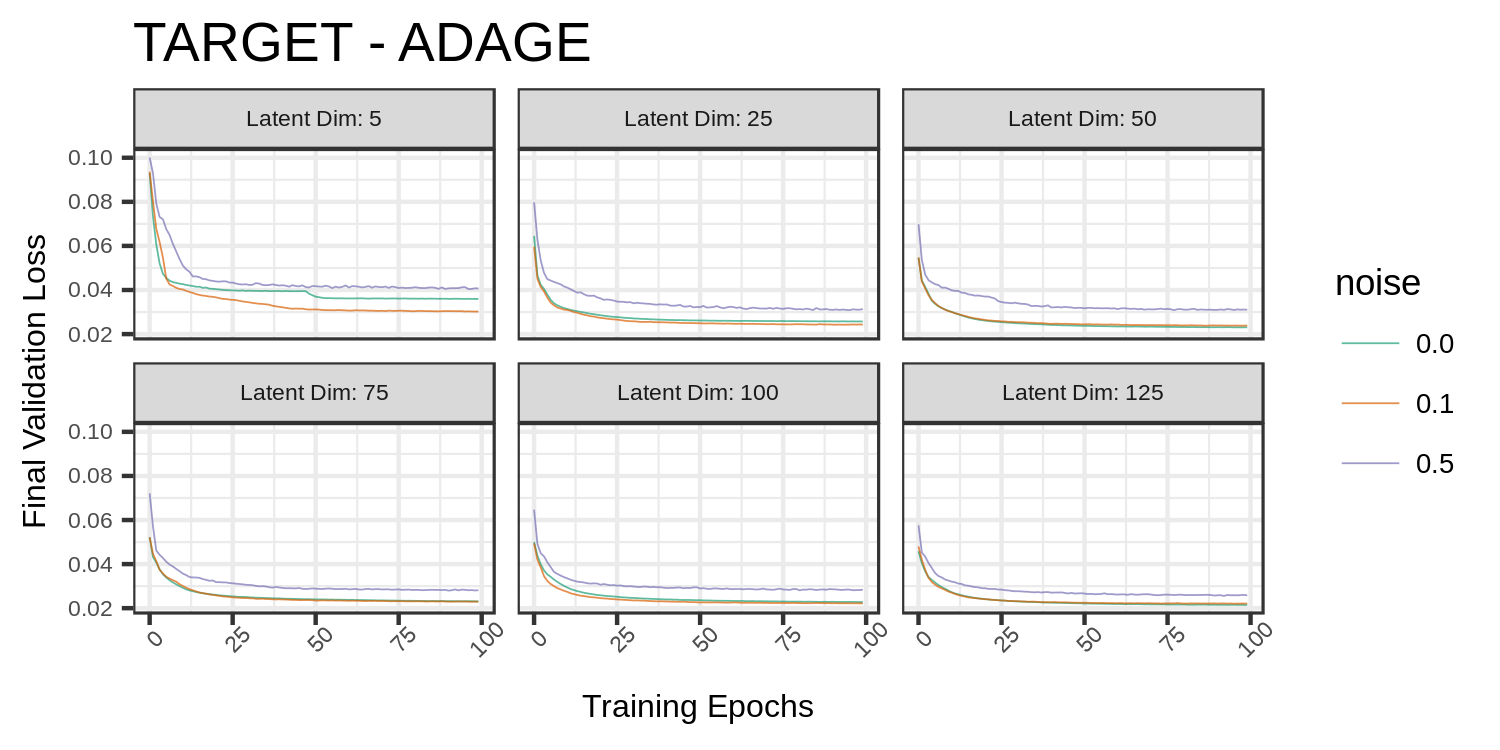 TARGET - ADAGE
Latent Dim: 5
Latent Dim: 25
Latent Dim: 50
0.10
0.08
0.06
0.04
0.02
Latent Dim: 75
Latent Dim: 100
Latent Dim: 125
0.10
0.08
0.06
0.04
0.02
0 25 50 75 100
0 25 50 75 100
0 25 50 75 100
Final Validation Loss
Training Epochs
noise
0.0
0.1
0.5